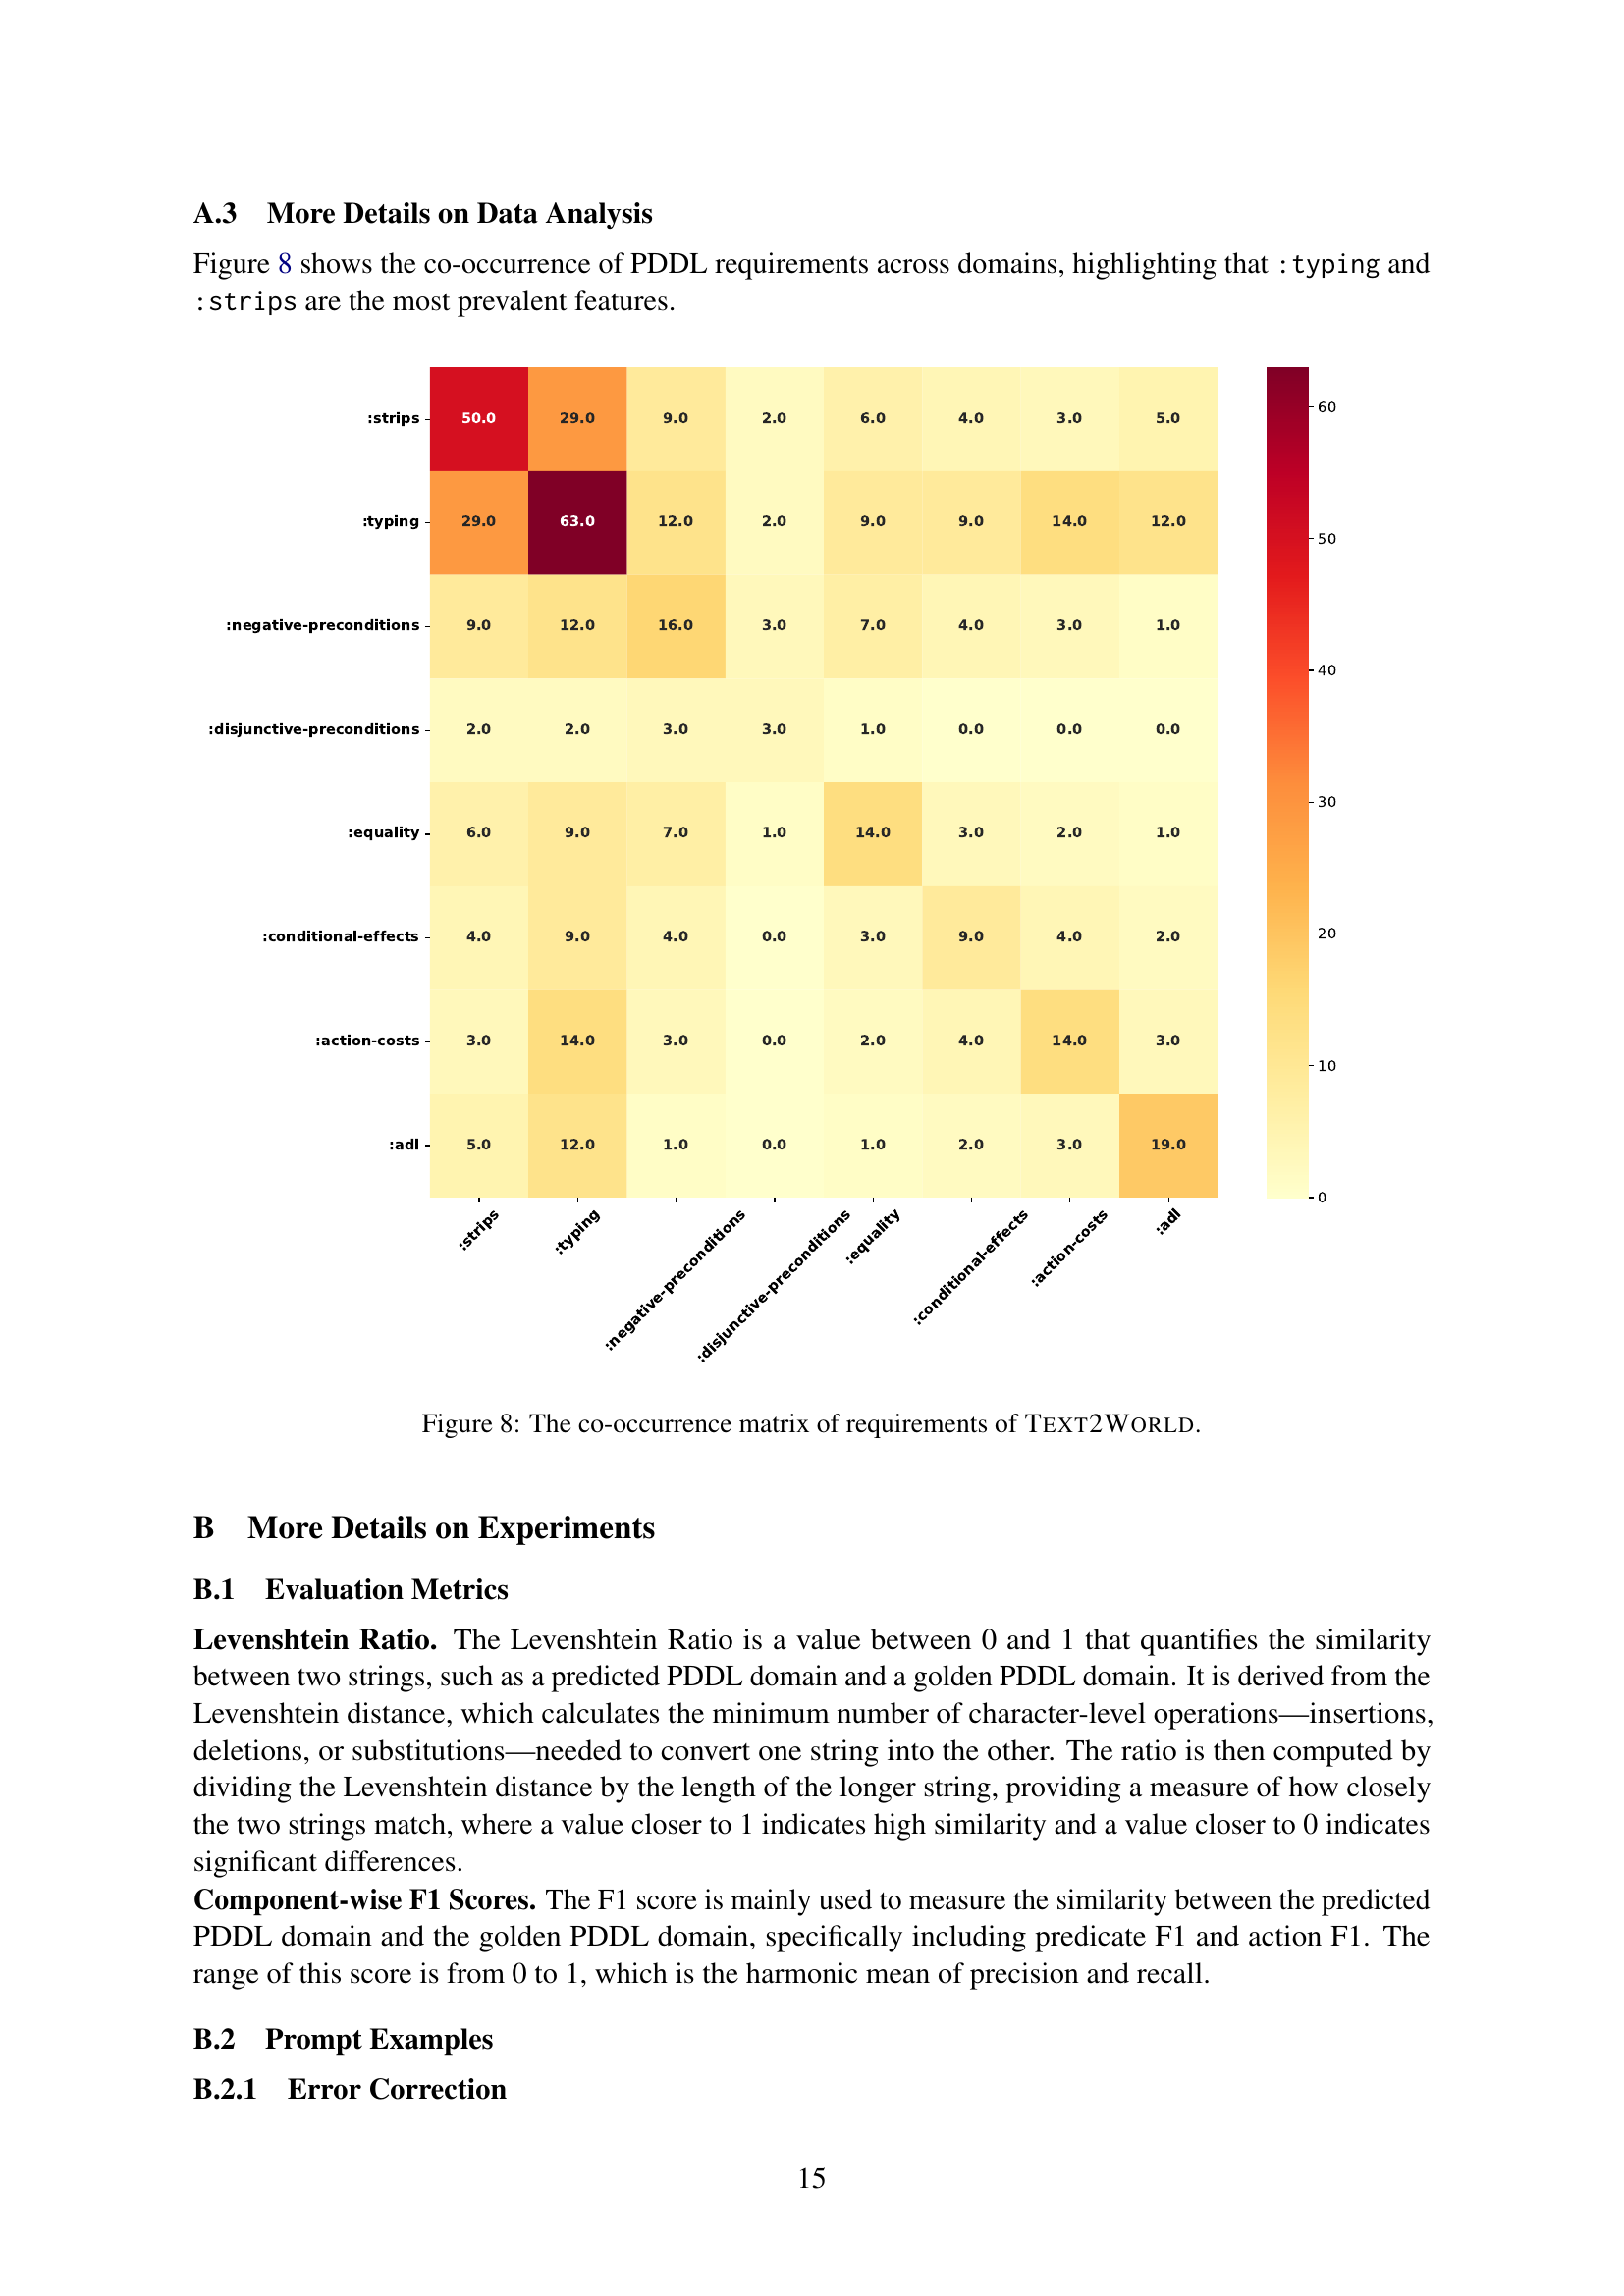 A.3 More Details on Data Analysis
Figure 8 shows the co-occurrence of PDDL requirements across domains, highlighting that :typing and
:strips are the most prevalent features.
:strips 50.0 29.0 9.0 2.0 6.0 4.0 3.0 5.0
:typing 29.0 63.0 12.0 2.0 9.0 9.0 14.0 12.0
:negative-preconditions 9.0 12.0 16.0 3.0 7.0 4.0 3.0 1.0
:disjunctive-preconditions 2.0 2.0 3.0 3.0 1.0 0.0 0.0 0.0
:equality 6.0 9.0 7.0 1.0 14.0 3.0 2.0 1.0
:conditional-effects 4.0 9.0 4.0 0.0 3.0 9.0 4.0 2.0
:action-costs 3.0 14.0 3.0 0.0 2.0 4.0 14.0 3.0
:adl 5.0 12.0 1.0 0.0 1.0 2.0 3.0 19.0
:strips :typing :negative-preconditions :disjunctive-preconditions :equality :conditional-effects :action-costs :adl
60
50
40
30
20
10
0
Figure 8: The co-occurrence matrix of requirements of TEXT2WORLD.
B More Details on Experiments
B.1 Evaluation Metrics
Levenshtein Ratio. The Levenshtein Ratio is a value between 0 and 1 that quantifies the similarity
between two strings, such as a predicted PDDL domain and a golden PDDL domain. It is derived from the
Levenshtein distance, which calculates the minimum number of character-level operations—insertions,
deletions, or substitutions—needed to convert one string into the other. The ratio is then computed by
dividing the Levenshtein distance by the length of the longer string, providing a measure of how closely
the two strings match, where a value closer to 1 indicates high similarity and a value closer to 0 indicates
significant differences.
Component-wise F1 Scores. The F1 score is mainly used to measure the similarity between the predicted
PDDL domain and the golden PDDL domain, specifically including predicate F1 and action F1. The
range of this score is from 0 to 1, which is the harmonic mean of precision and recall.
B.2 Prompt Examples
B.2.1 Error Correction
15